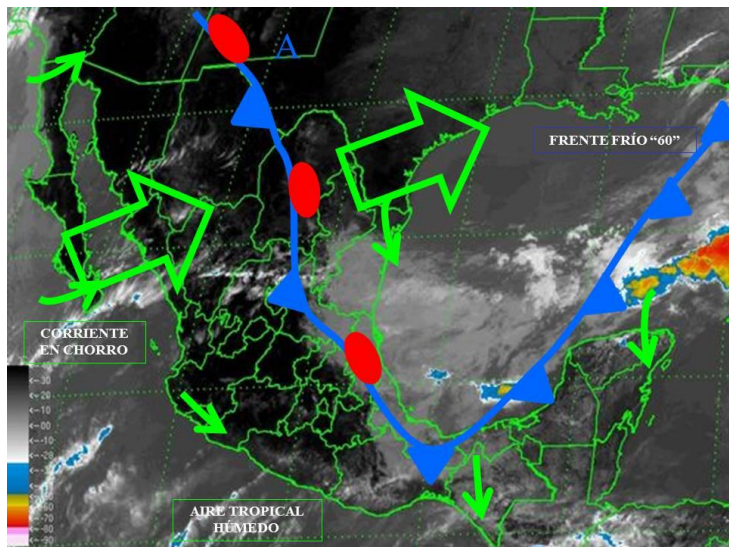 A
FRENTE FRÍO “60”
CORRIENTE
EN CHORRO
AIRE TROPICAL
HÚMEDO